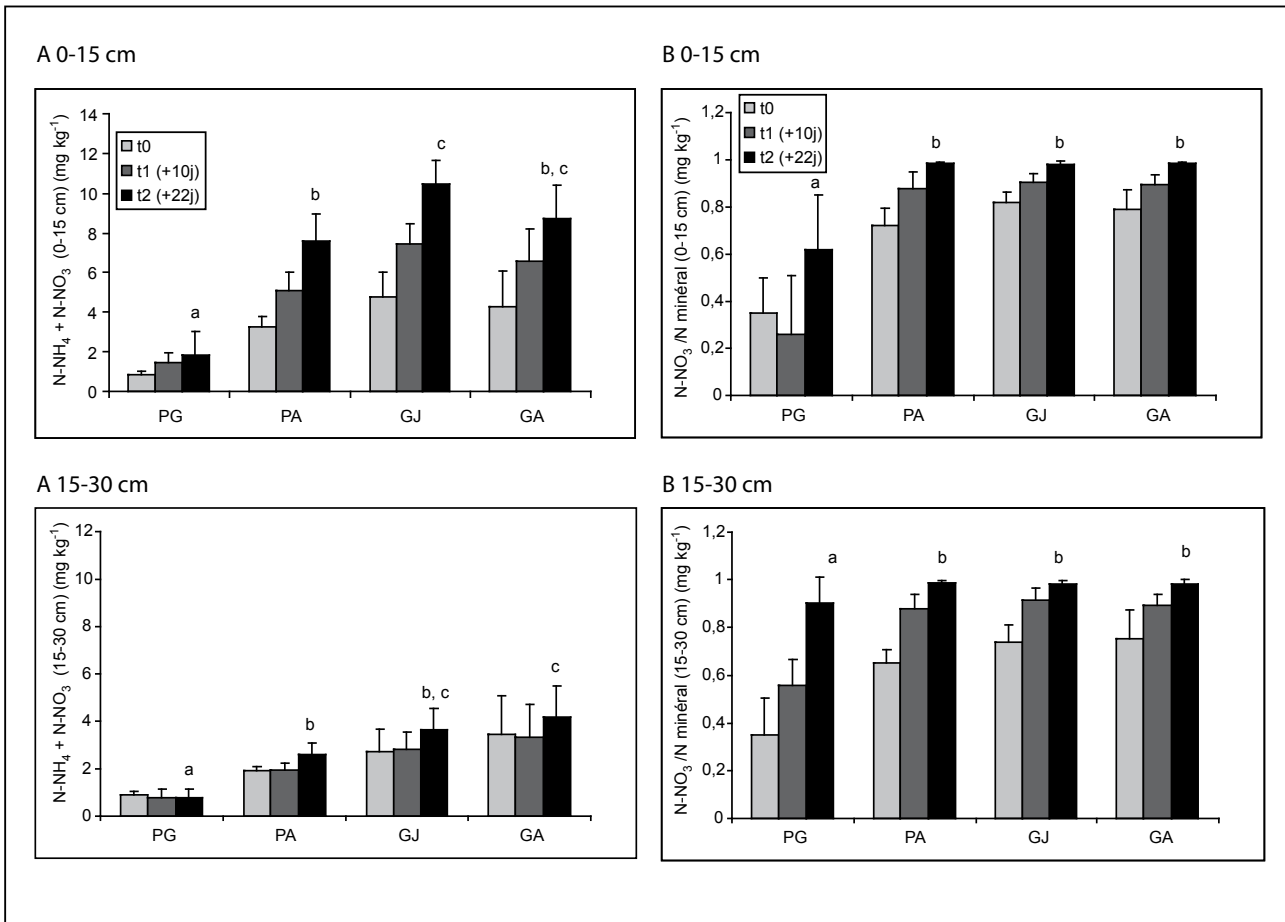 A 0-15 cm
N-NH4 + N-NO3 (0-15 cm) (mg kg-1)
14
12
10
8
6
4
2
0
t0
t1 (+10j)
t2 (+22j)
a
b
c
b, c
PG
PA
GJ
GA
B 0-15 cm
N-NO3 /N minéral (0-15 cm) (mg kg-1)
1,2
1
0,8
0,6
0,4
0,2
0
t0
t1 (+10j)
t2 (+22j)
a
b
b
b
PG
PA
GJ
GA
A 15-30 cm
N-NH4 + N-NO3 (15-30 cm) (mg kg-1)
12
10
8
6
4
2
0
a
b
b, c
c
PG
PA
GJ
GA
B 15-30 cm
N-NO3 /N minéral (15-30 cm) (mg kg-1)
1,2
1
0,8
0,6
0,4
0,2
0
a
b
b
b
PG
PA
GJ
GA